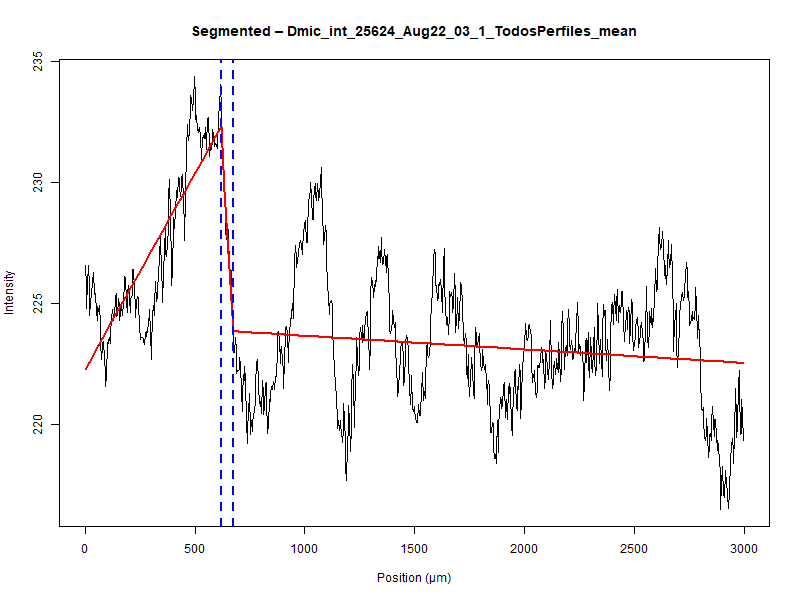 Segmented – Dmic_int_25624_Aug22_03_1_TodosPerfiles_mean
235
230
225
220
Intensity
0 500 1000 1500 2000 2500 3000
Position (µm)